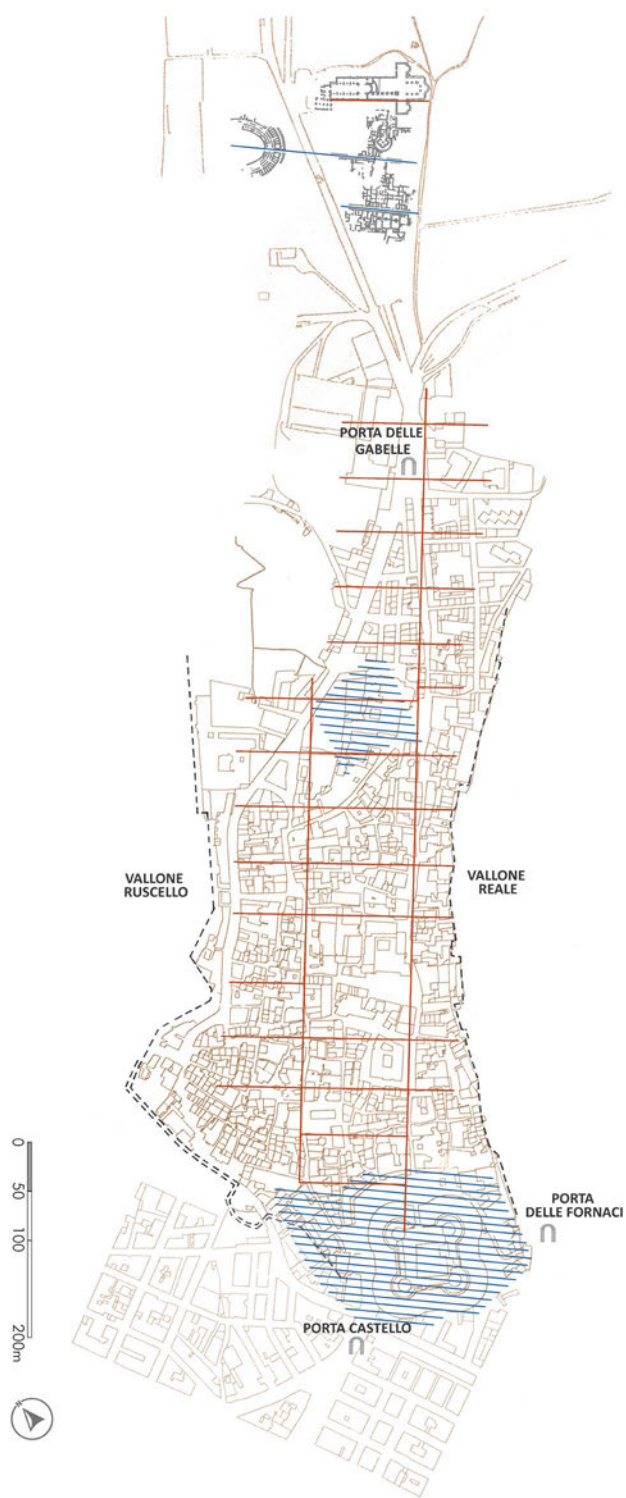 PORTA DELLE
GABELLE
VALLONE
RUSCELLO
VALLONE
REALE
0
50
100
200m
PORTA
DELLE FORNACI
PORTA CASTELLO
N